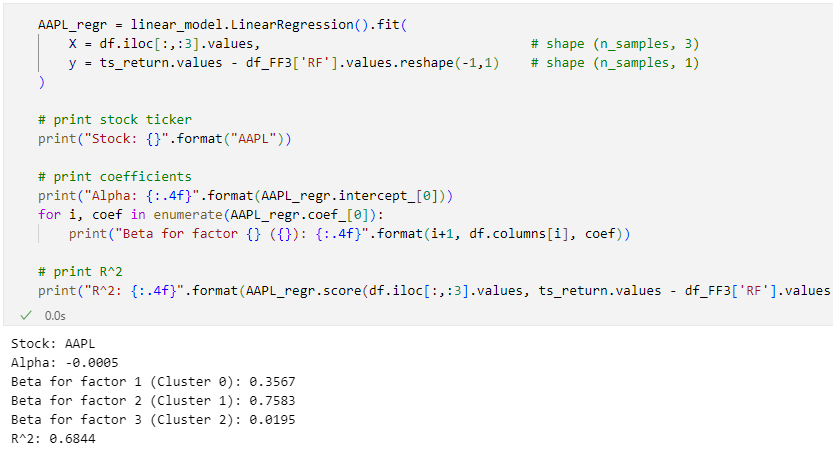 AAPL_regr = linear_model.LinearRegression().fit(
    X = df.iloc[:,:3].values,                                  # shape (n_samples, 3)
    y = ts_return.values - df_FF3['RF'].values.reshape(-1,1)    # shape (n_samples, 1)
)
# print stock ticker
print("Stock: {}".format("AAPL"))
# print coefficients
print("Alpha: {:.4f}".format(AAPL_regr.intercept_[0]))
for i, coef in enumerate(AAPL_regr.coef_[0]):
    print("Beta for factor {} ({}): {:.4f}".format(i+1, df.columns[i], coef))
# print R^2
print("R^2: {:.4f}".format(AAPL_regr.score(df.iloc[:,:3].values, ts_return.values - df_FF3['RF'].values
0.0s
Stock: AAPL
Alpha: -0.0005
Beta for factor 1 (Cluster 0): 0.3567
Beta for factor 2 (Cluster 1): 0.7583
Beta for factor 3 (Cluster 2): 0.0195
R^2: 0.6844